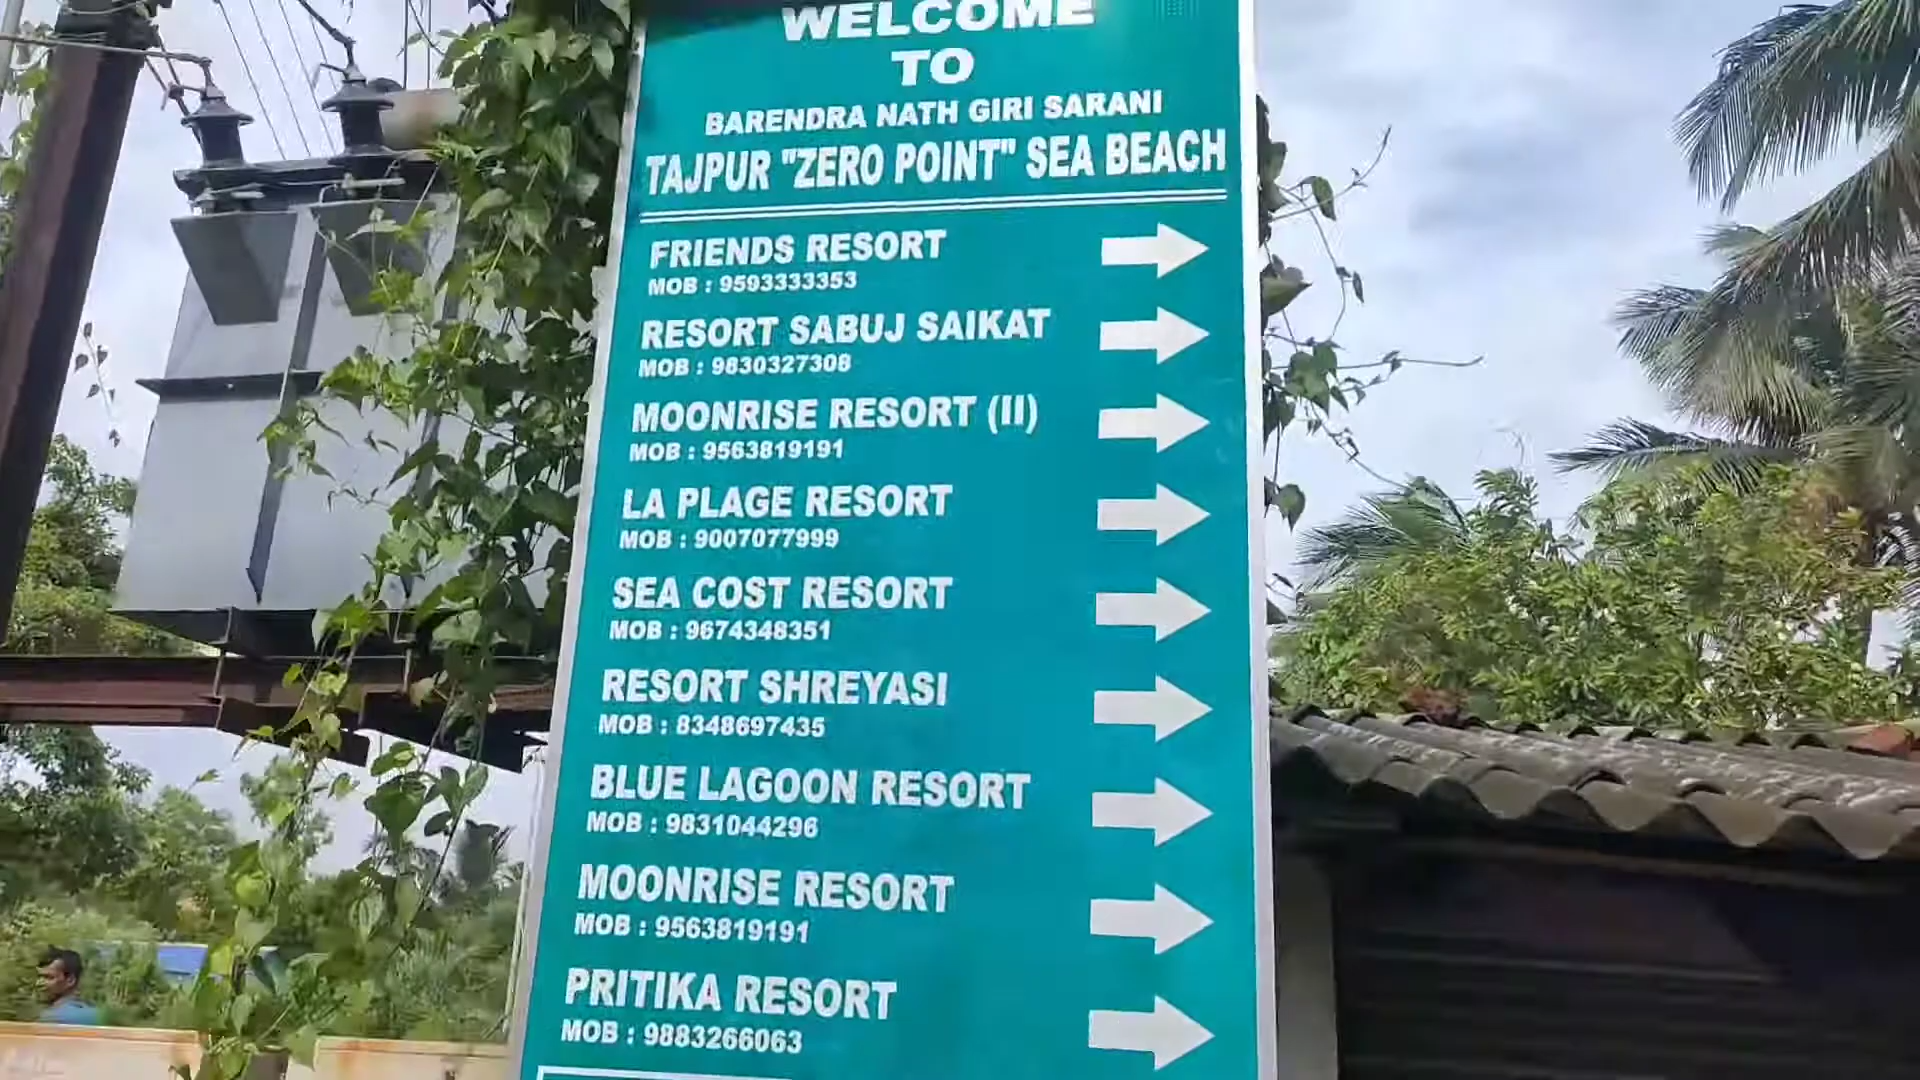 WELCOME
TO
BARENDRA NATH GIRI SARANI
TAJPUR "ZERO POINT" SEA BEACH
FRIENDS RESORT
MOB : 9593333353
RESORT SABUJ SAIKAT
MOB : 9830327308
MOONRISE RESORT (II)
MOB : 9563819191
LA PLAGE RESORT
MOB : 9007077999
SEA COST RESORT
MOB : 9674348351
RESORT SHREYASI
MOB : 8348697435
BLUE LAGOON RESORT
MOB : 9831044296
MOONRISE RESORT
MOB : 9563819191
PRITIKA RESORT
MOB : 9883266063